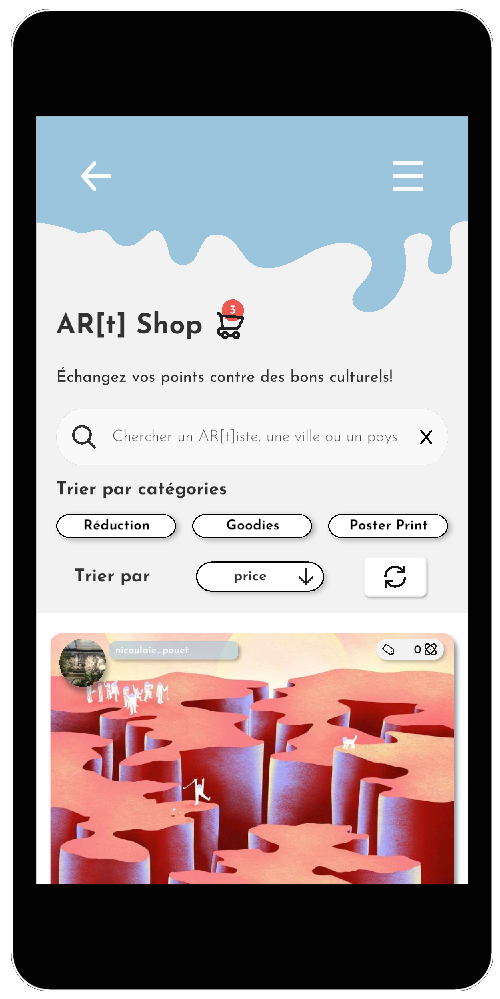 AR[t] Shop
3
Échangez vos points contre des bons culturels!
Chercher un AR[t]iste, une ville ou un pays
X
Trier par catégories
Réduction Goodies Poster Print
Trier par price
nicoulaie_pouet 0